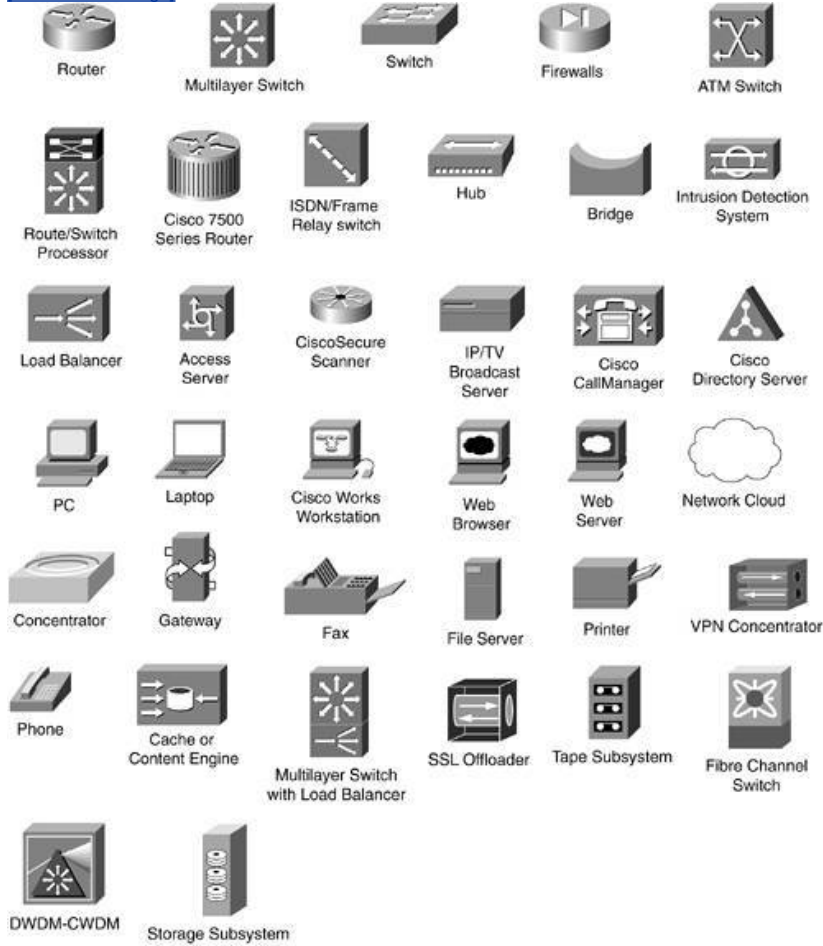 Router
Multilayer Switch
Switch
Firewalls
ATM Switch
Route/Switch
Processor
Cisco 7500
Series Router
ISDN/Frame
Relay switch
Hub
Bridge
Intrusion Detection
System
Load Balancer
Access
Server
CiscoSecure
Scanner
IP/TV
Broadcast
Server
Cisco
CallManager
Cisco
Directory Server
PC
Laptop
Cisco Works
Workstation
Web
Browser
Web
Server
Network Cloud
Concentrator
Gateway
Fax
File Server
Printer
VPN Concentrator
Phone
Cache or
Content Engine
Multilayer Switch
with Load Balancer
SSL Offloader
Tape Subsystem
Fibre Channel
Switch
DWDM-CWDM
Storage Subsystem